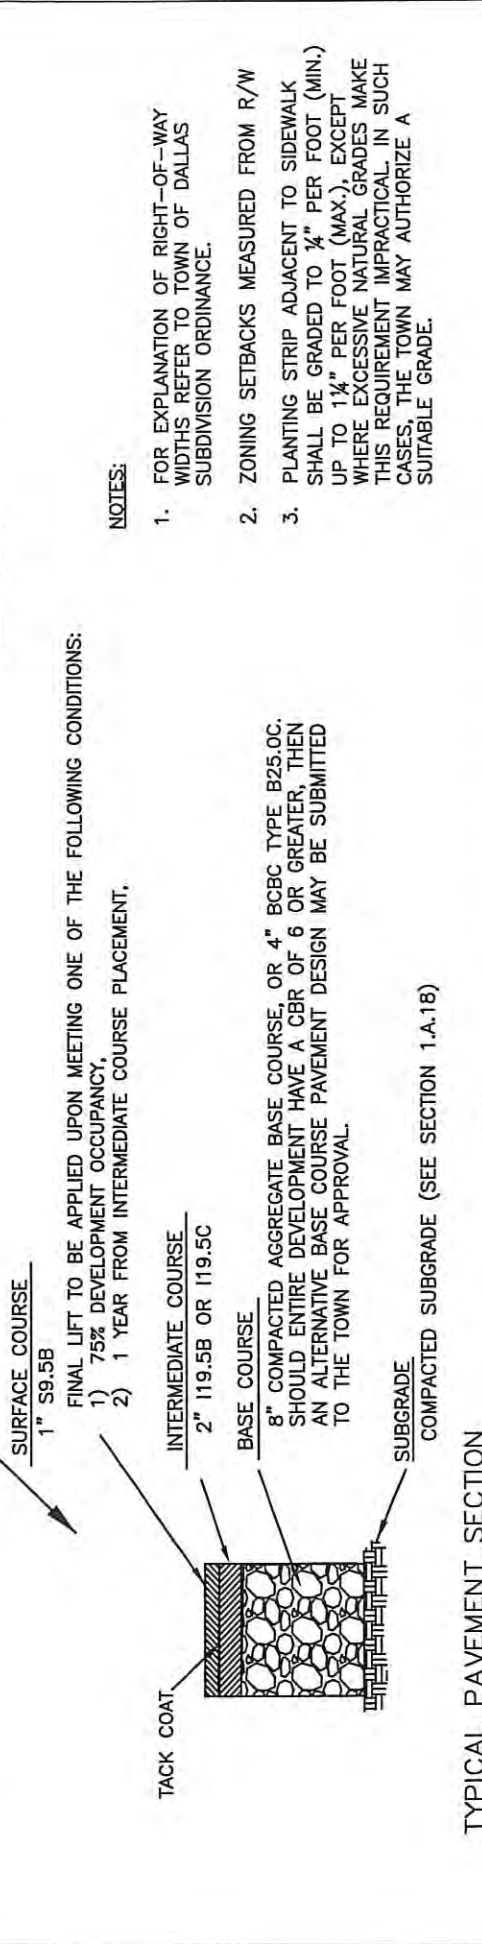 SURFACE COURSE
1" S9.5B
FINAL LIFT TO BE APPLIED UPON MEETING ONE OF THE FOLLOWING CONDITIONS:
1) 75% DEVELOPMENT OCCUPANCY,
2) 1 YEAR FROM INTERMEDIATE COURSE PLACEMENT,
TACK COAT
INTERMEDIATE COURSE
2" I19.5B OR I19.5C
BASE COURSE
8" COMPACTED AGGREGATE BASE COURSE, OR 4" BCBC TYPE B25.0C.
SHOULD ENTIRE DEVELOPMENT HAVE A CBR OF 6 OR GREATER, THEN
AN ALTERNATIVE BASE COURSE PAVEMENT DESIGN MAY BE SUBMITTED
TO THE TOWN FOR APPROVAL.
SUBGRADE
COMPACTED SUBGRADE (SEE SECTION 1.A.18)
TYPICAL PAVEMENT SECTION
NOTES:
1. FOR EXPLANATION OF RIGHT-OF-WAY
WIDTHS REFER TO TOWN OF DALLAS
SUBDIVISION ORDINANCE.
2. ZONING SETBACKS MEASURED FROM R/W
3. PLANTING STRIP ADJACENT TO SIDEWALK
SHALL BE GRADED TO ¼" PER FOOT (MIN.)
UP TO 1¼" PER FOOT (MAX.), EXCEPT
WHERE EXCESSIVE NATURAL GRADES MAKE
THIS REQUIREMENT IMPRACTICAL. IN SUCH
CASES, THE TOWN MAY AUTHORIZE A
SUITABLE GRADE.